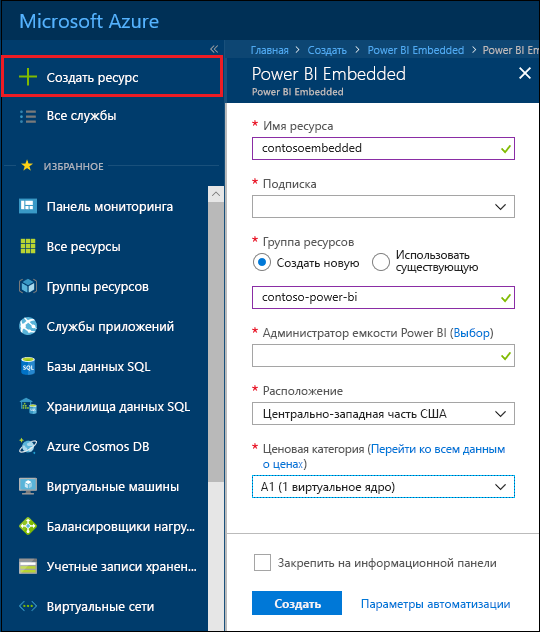 Microsoft Azure
«
Главная > Создать > Power BI Embedded > Power BI Em
Создать ресурс
Все службы
ИЗБРАННОЕ
Панель мониторинга
Все ресурсы
Группы ресурсов
Службы приложений
Базы данных SQL
Хранилища данных SQL
Azure Cosmos DB
Виртуальные машины
Балансировщики нагру...
Учетные записи хранен...
Виртуальные сети
Power BI Embedded
Power BI Embedded
* Имя ресурса
contosoembedded
* Подписка
* Группа ресурсов
Создать новую
Использовать
существующую
contoso-power-bi
* Администратор емкости Power BI (Выбор)
* Расположение
Центрально-западная часть США
* Ценовая категория (Перейти ко всем данным
о ценах)
A1 (1 виртуальное ядро)
Закрепить на информационной панели
Создать
Параметры автоматизации